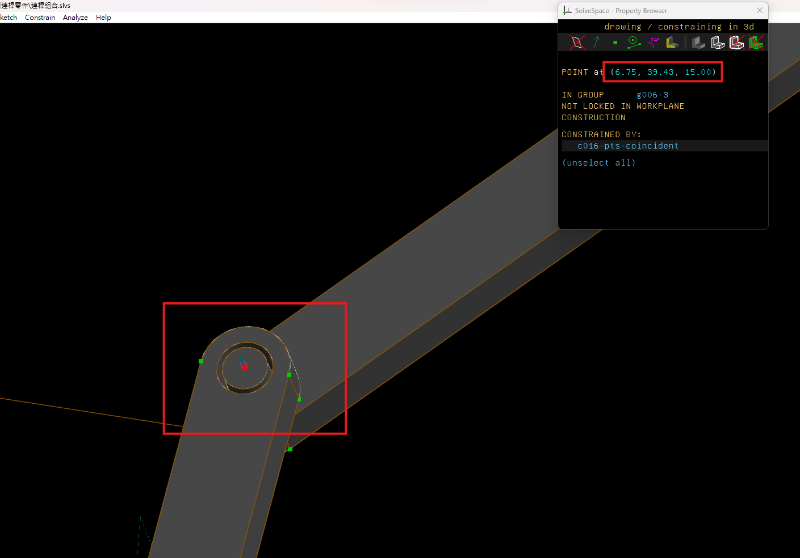 連桿零件\連桿組合.slvs
ketch Constrain Analyze Help
SolveSpace - Property Browser
drawing / constraining in 3d
POINT at (6.75, 39.43, 15.00)
IN GROUP g006-3
NOT LOCKED IN WORKPLANE
CONSTRUCTION
CONSTRAINED BY:
c016-pts-coincident
(unselect all)